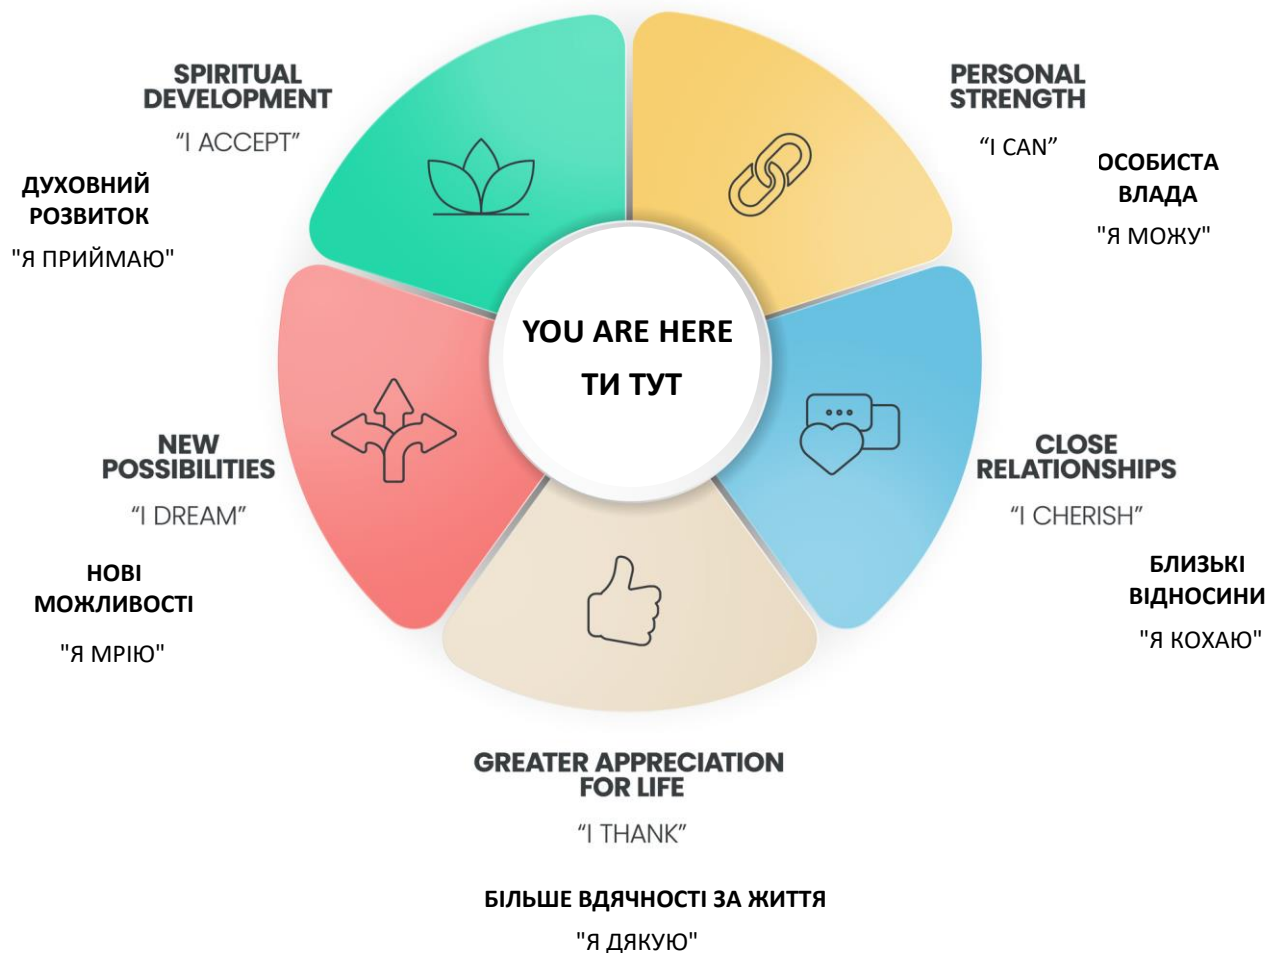 SPIRITUAL
DEVELOPMENT
“I ACCEPT”
ДУХОВНИЙ
РОЗВИТОК
"Я ПРИЙМАЮ"
PERSONAL
STRENGTH
“I CAN”
ОСОБИСТА
ВЛАДА
"Я МОЖУ"
YOU ARE HERE
ТИ ТУТ
NEW
POSSIBILITIES
“I DREAM”
НОВІ
МОЖЛИВОСТІ
"Я МРІЮ"
CLOSE
RELATIONSHIPS
“I CHERISH”
БЛИЗЬКІ
ВІДНОСИНИ
"Я КОХАЮ"
GREATER APPRECIATION
FOR LIFE
“I THANK”
БІЛЬШЕ ВДЯЧНОСТІ ЗА ЖИТТЯ
"Я ДЯКУЮ"